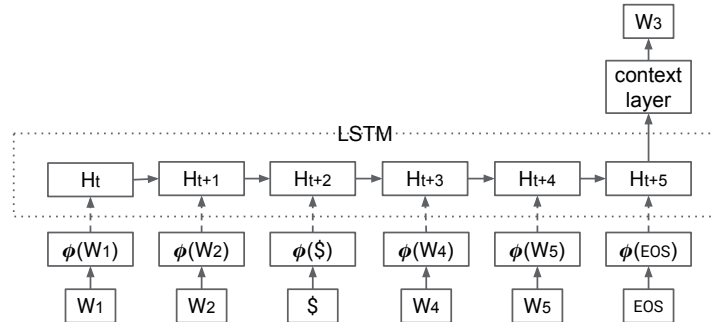 W3
context
layer
LSTM
Ht Ht+1 Ht+2 Ht+3 Ht+4 Ht+5
ϕ(W1) ϕ(W2) ϕ($) ϕ(W4) ϕ(W5) ϕ(EOS)
W1 W2 $ W4 W5 EOS